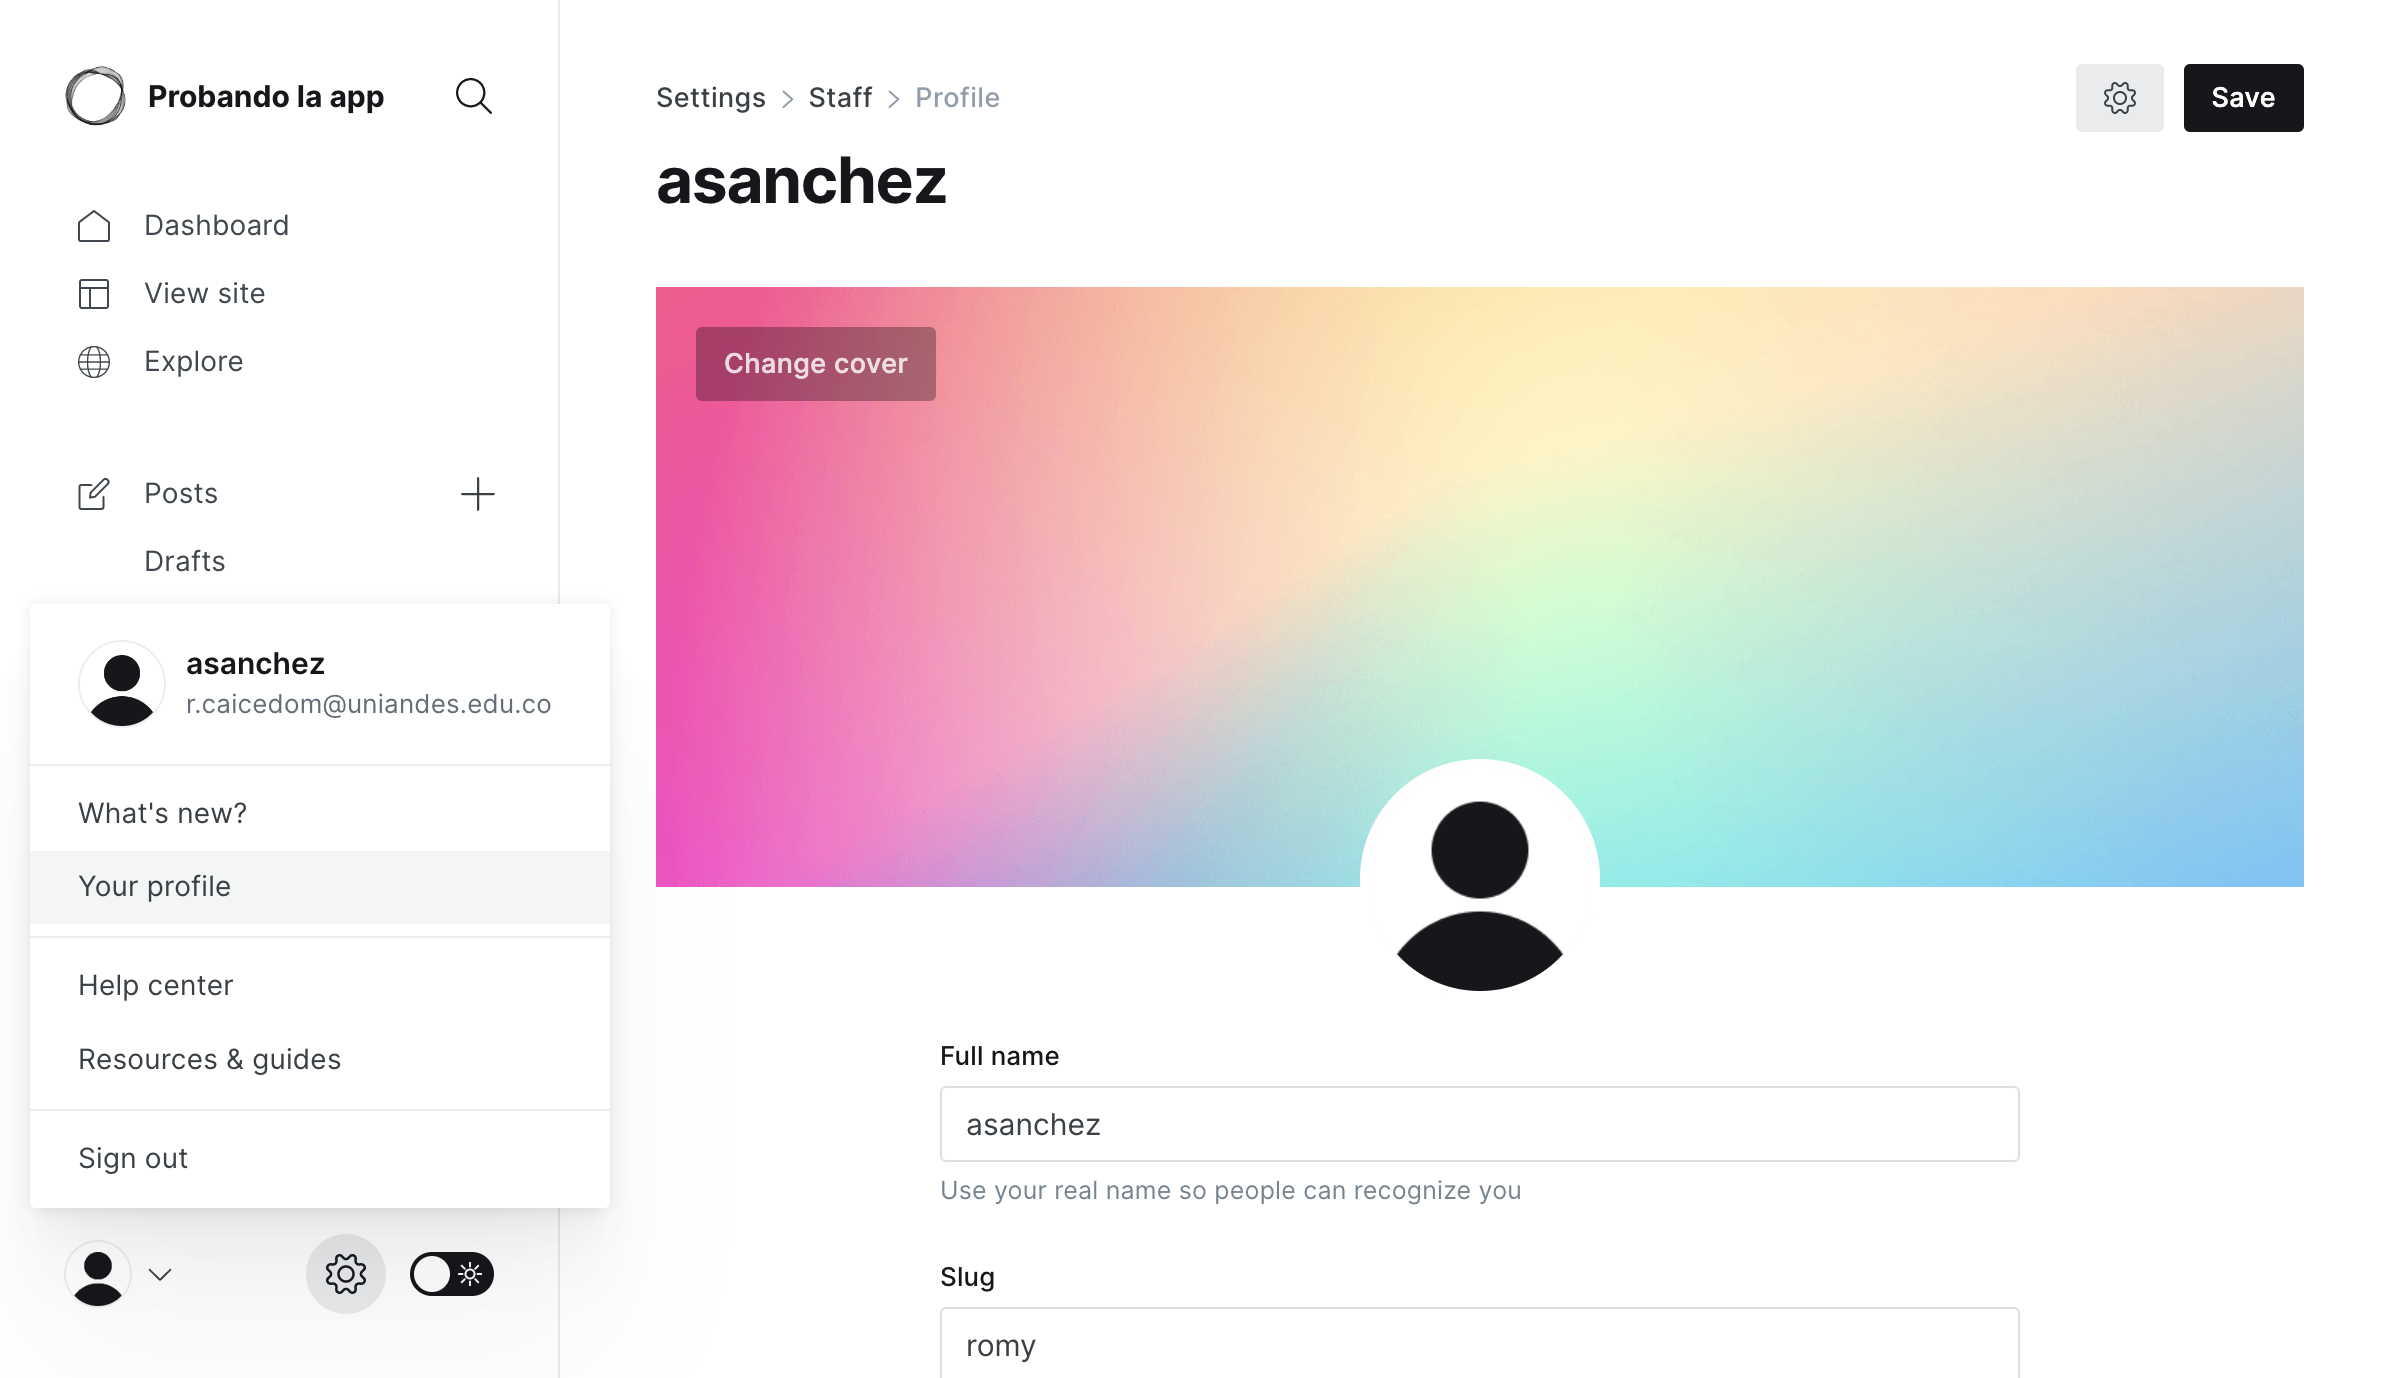 Probando la app
Dashboard
View site
Explore
Posts
Drafts
asanchez
r.caicedom@uniandes.edu.co
What's new?
Your profile
Help center
Resources & guides
Sign out
Settings > Staff > Profile
Save
asanchez
Change cover
Full name
asanchez
Use your real name so people can recognize you
Slug
romy